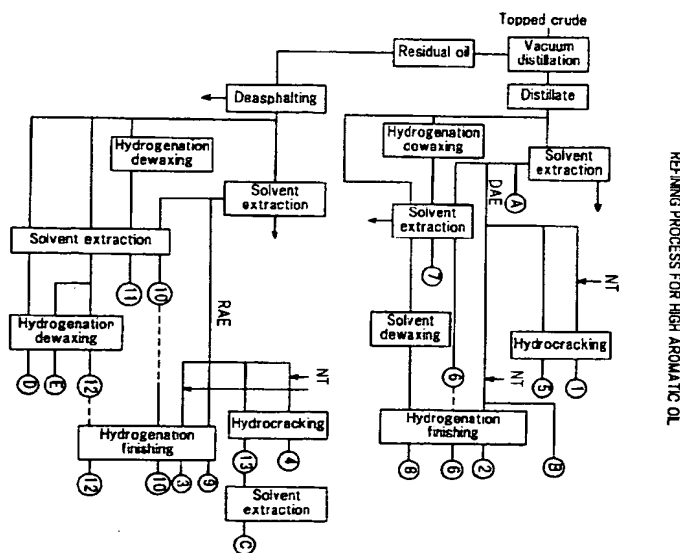 REFINING PROCESS FOR HIGH AROMATIC OIL
Topped crude
Vacuum
distillation
Residual oil
Distillate
Deasphalting
Hydrogenation
dewaxing
Solvent
extraction
Solvent extraction
11
10
RAE
Hydrogenation
dewaxing
D
E
12
NT
Hydrocracking
Hydrogenation
finishing
12
10
3
9
13
4
Solvent
extraction
C
Hydrogenation
cowaxing
Solvent
extraction
DAE
A
Solvent
extraction
7
NT
Solvent
dewaxing
Hydrocracking
6
NT
5
1
Hydrogenation
finishing
8
6
2
B